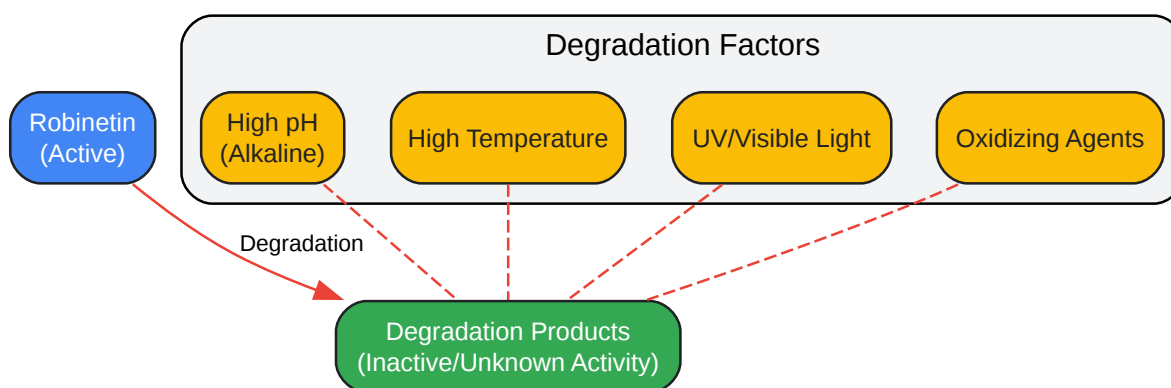 Degradation Factors
Robinetin
(Active)
High pH
(Alkaline)
High Temperature
UV/Visible Light
Oxidizing Agents
Degradation
Degradation Products
(Inactive/Unknown Activity)